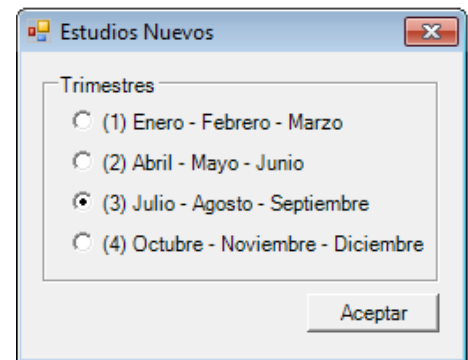 Estudios Nuevos
Trimestres
(1) Enero - Febrero - Marzo
(2) Abril - Mayo - Junio
(3) Julio - Agosto - Septiembre
(4) Octubre - Noviembre - Diciembre
Aceptar